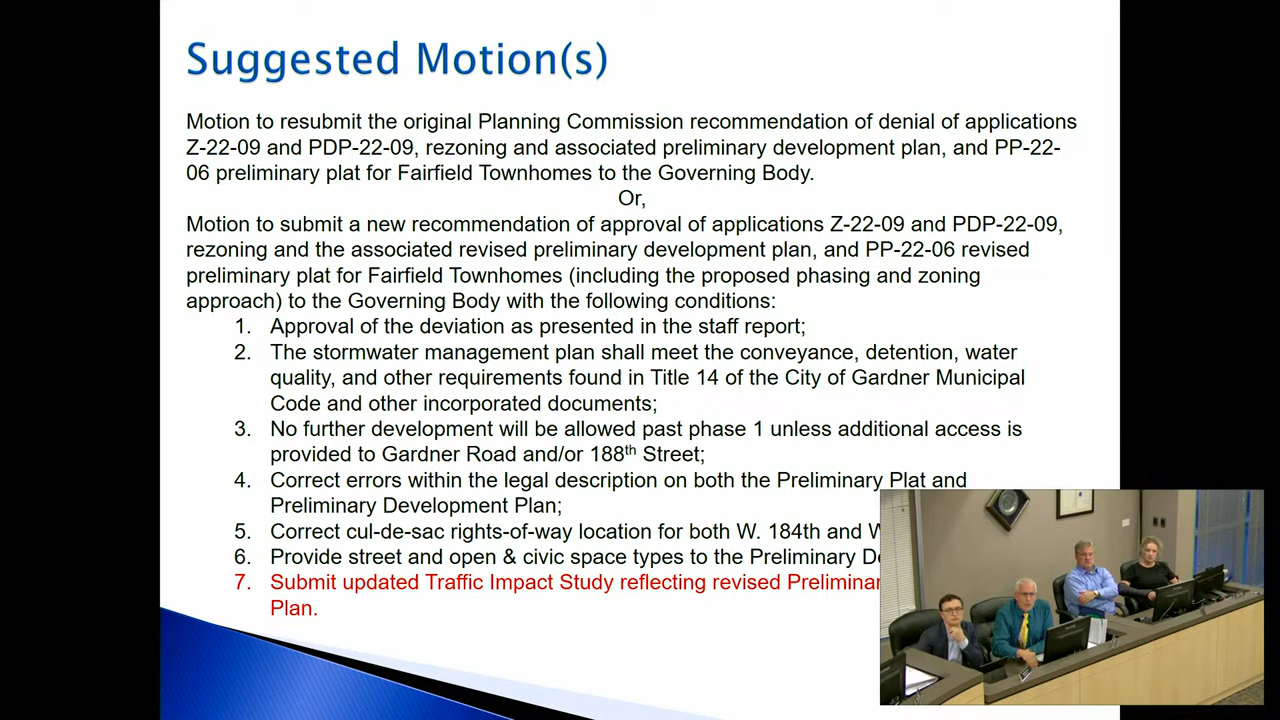 Suggested Motion(s)
Motion to resubmit the original Planning Commission recommendation of denial of applications
Z-22-09 and PDP-22-09, rezoning and associated preliminary development plan, and PP-22-
06 preliminary plat for Fairfield Townhomes to the Governing Body.
Or,
Motion to submit a new recommendation of approval of applications Z-22-09 and PDP-22-09,
rezoning and the associated revised preliminary development plan, and PP-22-06 revised
preliminary plat for Fairfield Townhomes (including the proposed phasing and zoning
approach) to the Governing Body with the following conditions:
1. Approval of the deviation as presented in the staff report;
2. The stormwater management plan shall meet the conveyance, detention, water
quality, and other requirements found in Title 14 of the City of Gardner Municipal
Code and other incorporated documents;
3. No further development will be allowed past phase 1 unless additional access is
provided to Gardner Road and/or 188th Street;
4. Correct errors within the legal description on both the Preliminary Plat and
Preliminary Development Plan;
5. Correct cul-de-sac rights-of-way location for both W. 184th and
6. Provide street and open & civic space types to the Preliminary
7. Submit updated Traffic Impact Study reflecting revised
Plan.